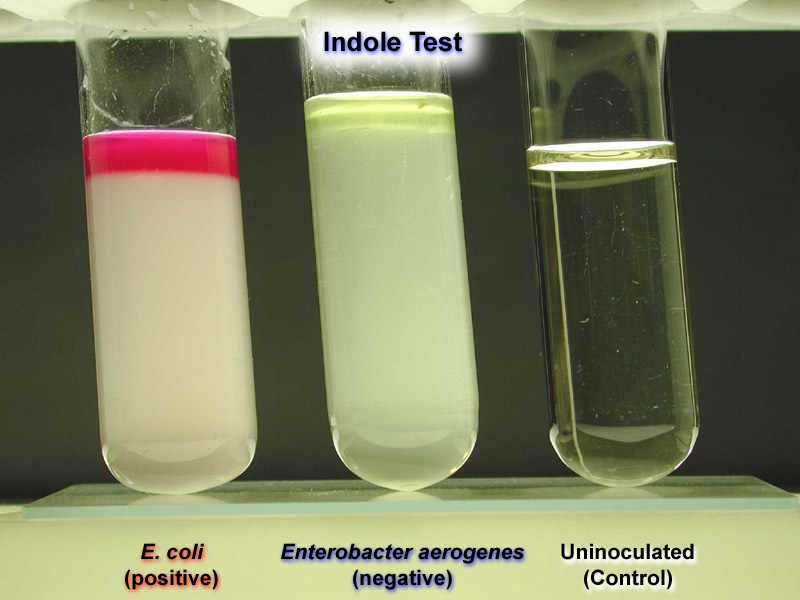 Indole Test
E. coli
(positive)
Enterobacter aerogenes
(negative)
Uninoculated
(Control)